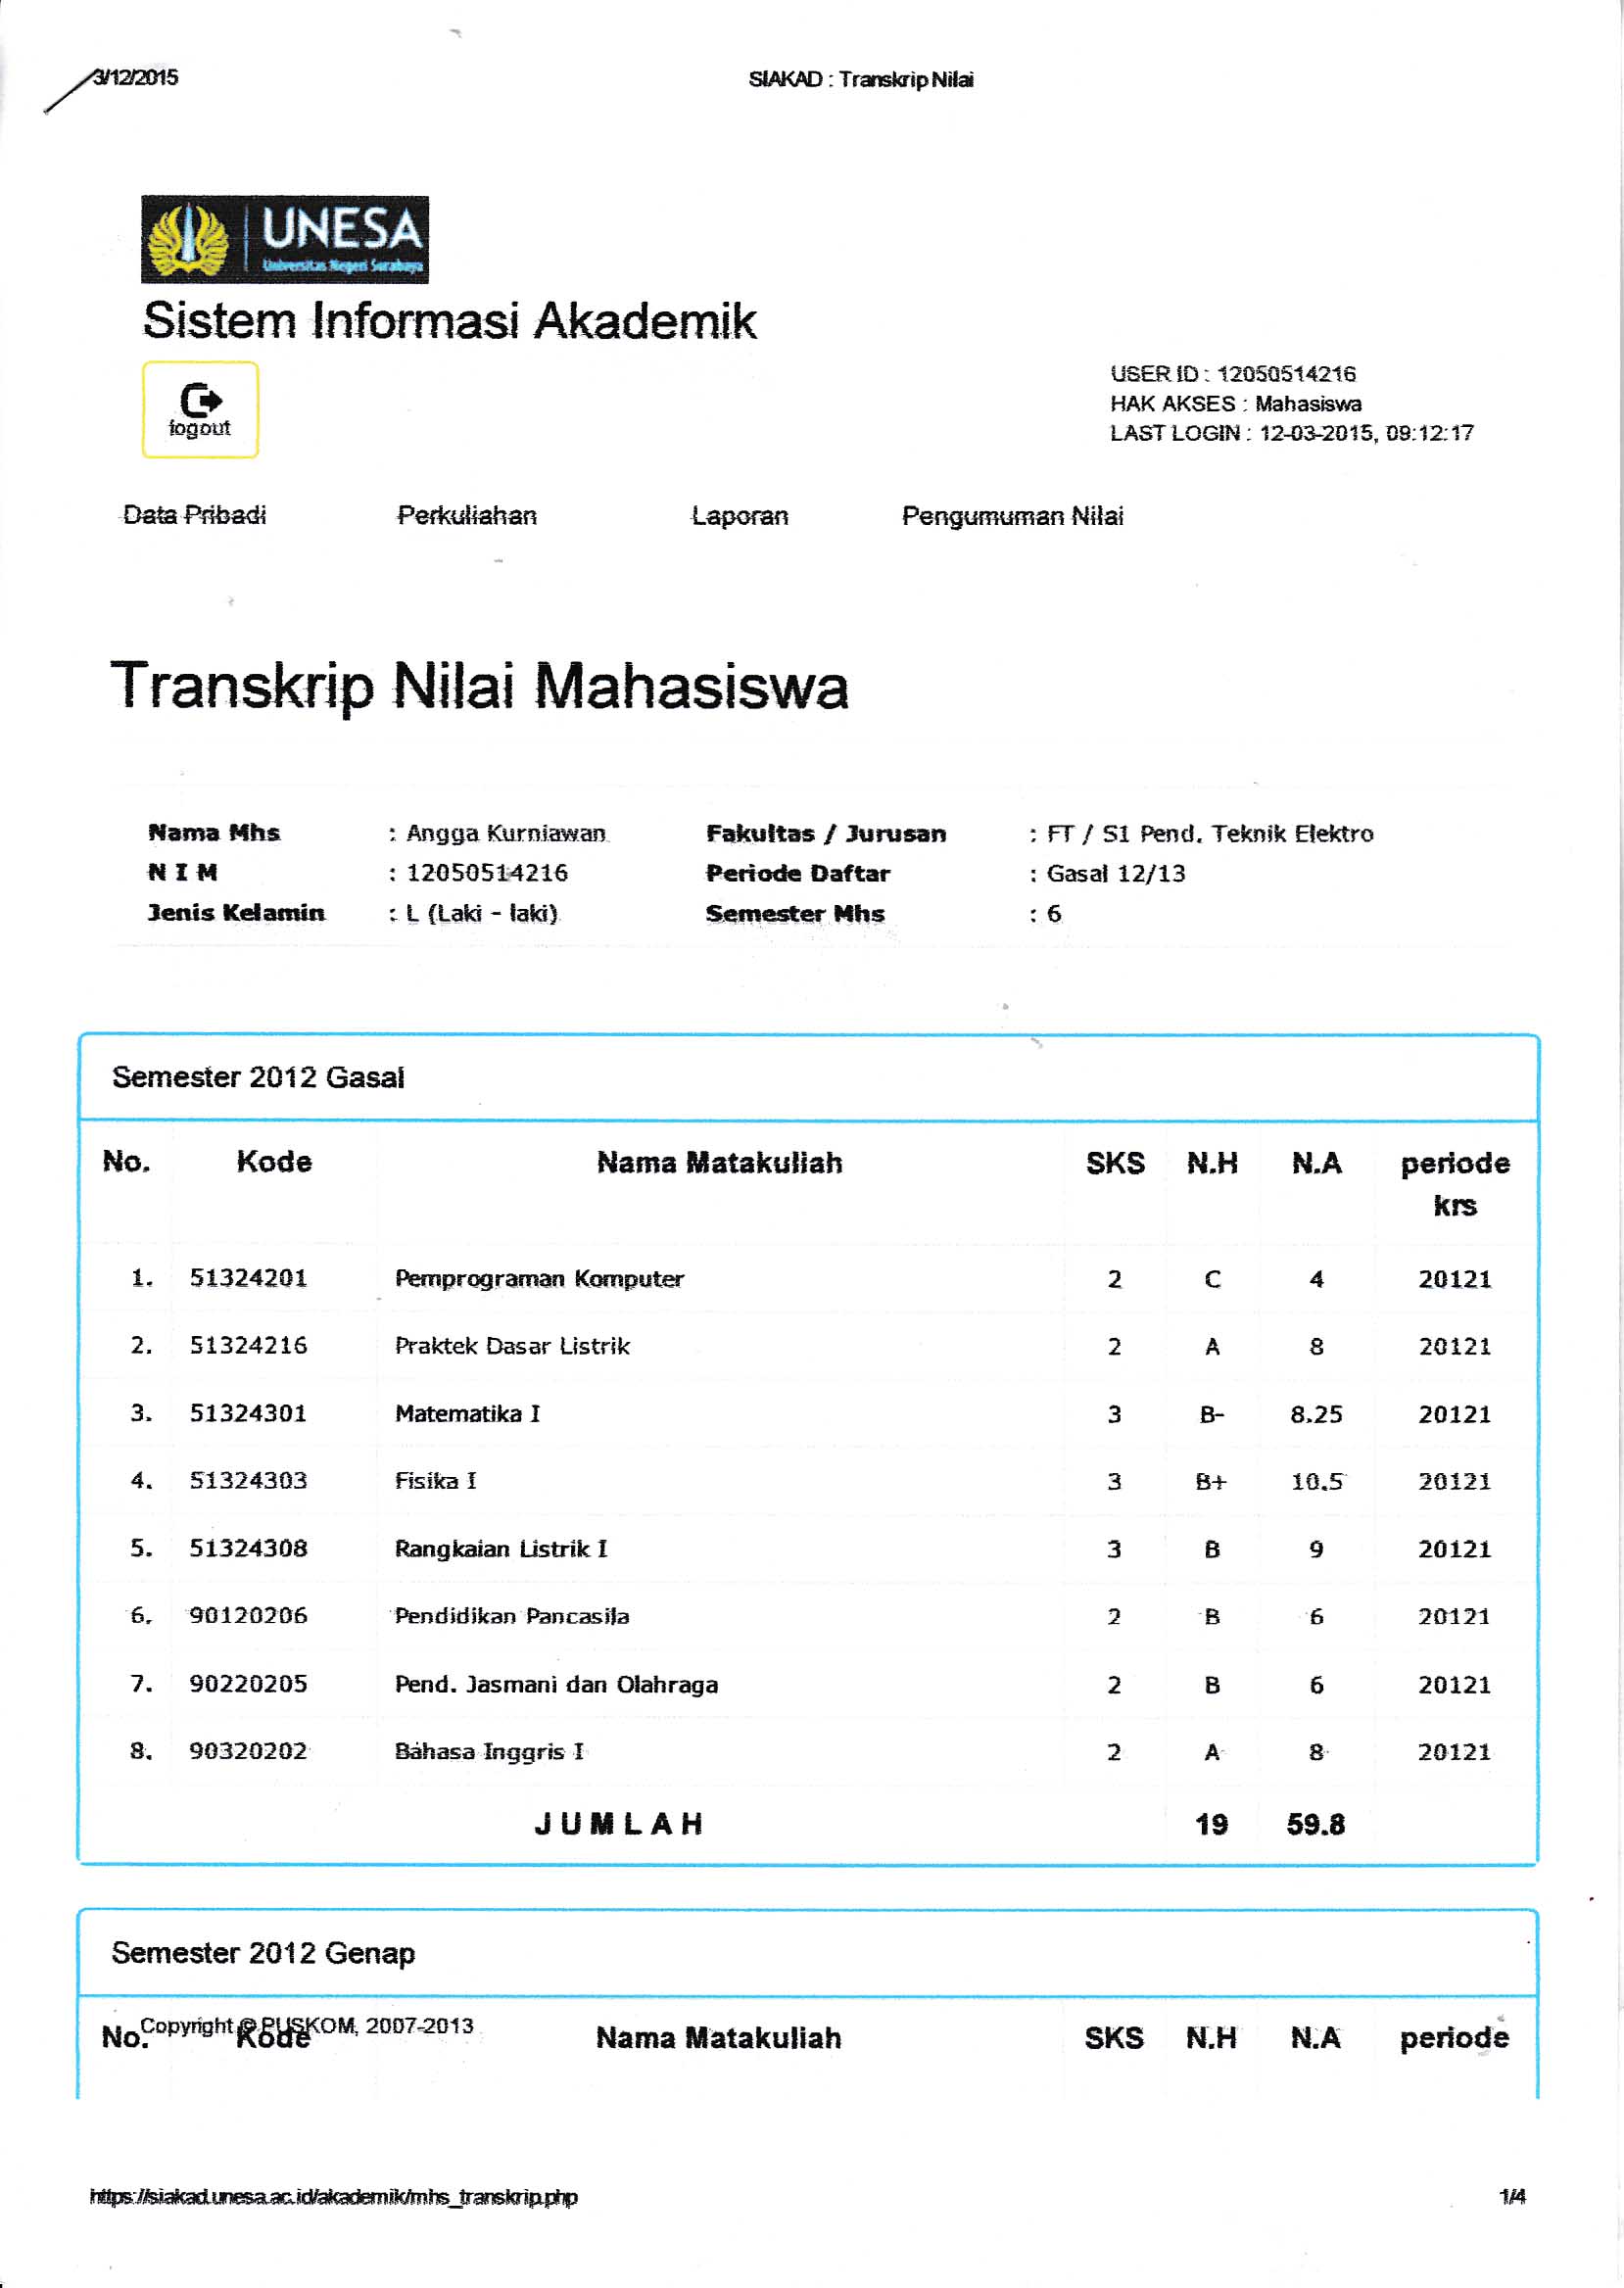 3/12/2015 SIAKAD : Transkrip Nilai
UNESA
Universitas Negeri Surabaya
Sistem Informasi Akademik
logout
USER ID : 12050514216
HAK AKSES : Mahasiswa
LAST LOGIN : 12-03-2015, 09:12:17
Data Pribadi Perkuliahan Laporan Pengumuman Nilai
Transkrip Nilai Mahasiswa
Nama Mhs : Angga Kurniawan Fakultas / Jurusan : FT / S1 Pend. Teknik Elektro
N I M : 12050514216 Periode Daftar : Gasal 12/13
Jenis Kelamin : L (Laki - laki) Semester Mhs : 6
Semester 2012 Gasal
No. Kode Nama Matakuliah SKS N.H N.A periode
krs
1. 51324201 Pemprograman Komputer 2 C 4 20121
2. 51324216 Praktek Dasar Listrik 2 A 8 20121
3. 51324301 Matematika I 3 B- 8.25 20121
4. 51324303 Fisika I 3 B+ 10.5 20121
5. 51324308 Rangkaian Listrik I 3 B 9 20121
6. 90120206 Pendidikan Pancasila 2 B 6 20121
7. 90220205 Pend. Jasmani dan Olahraga 2 B 6 20121
8. 90320202 Bahasa Inggris I 2 A 8 20121
J U M L A H 19 59.8
Semester 2012 Genap
Copyright © PUSKOM, 2007-2013
No. Kode Nama Matakuliah SKS N.H N.A periode
https://siakad.unesa.ac.id/akademik/mhs_transkrip.php 1/4